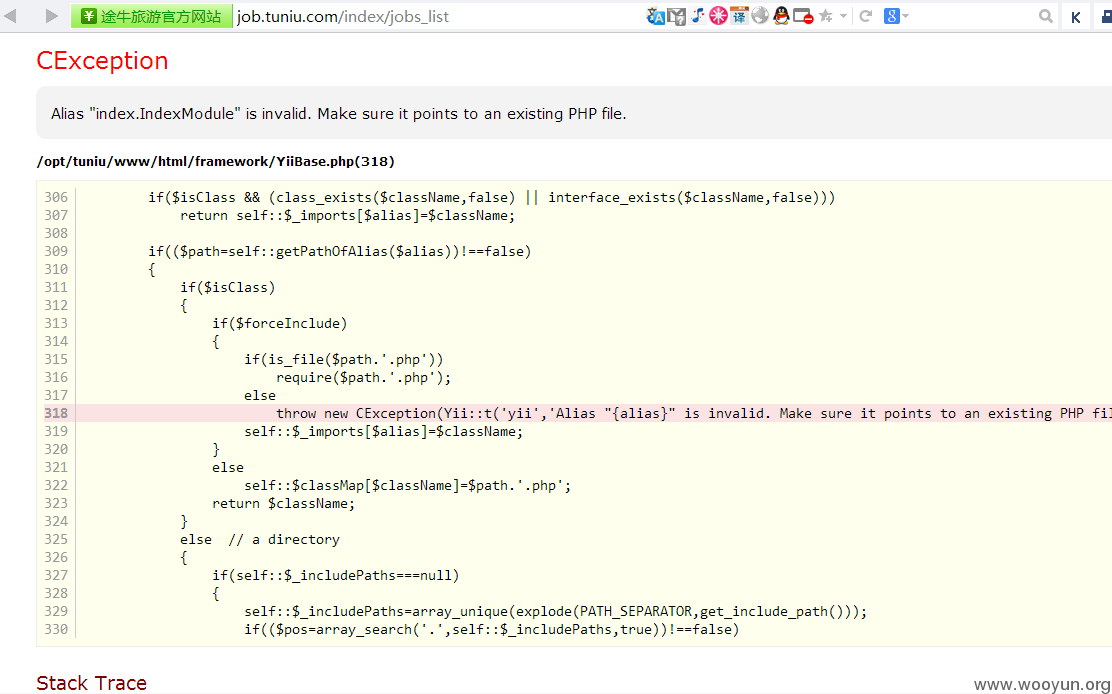 途牛旅游官方网站 job.tuniu.com/index/jobs_list
CException
Alias "index.IndexModule" is invalid. Make sure it points to an existing PHP file.
/opt/tuniu/www/html/framework/YiiBase.php(318)
306 if($isClass && (class_exists($className,false) || interface_exists($className,false)))
307 return self::$_imports[$alias]=$className;
308
309 if(($path=self::getPathOfAlias($alias))!==false)
310 {
311 if($isClass)
312 {
313 if($forceInclude)
314 {
315 if(is_file($path.'.php'))
316 require($path.'.php');
317 else
318 throw new CException(Yii::t('yii','Alias "{alias}" is invalid. Make sure it points to an existing PHP fil
319 self::$_imports[$alias]=$className;
320 }
321 else
322 self::$classMap[$className]=$path.'.php';
323 return $className;
324 }
325 else // a directory
326 {
327 if(self::$_includePaths===null)
328 {
329 self::$_includePaths=array_unique(explode(PATH_SEPARATOR,get_include_path()));
330 if(($pos=array_search('.',self::$_includePaths,true))!==false)
Stack Trace
www.wooyun.org